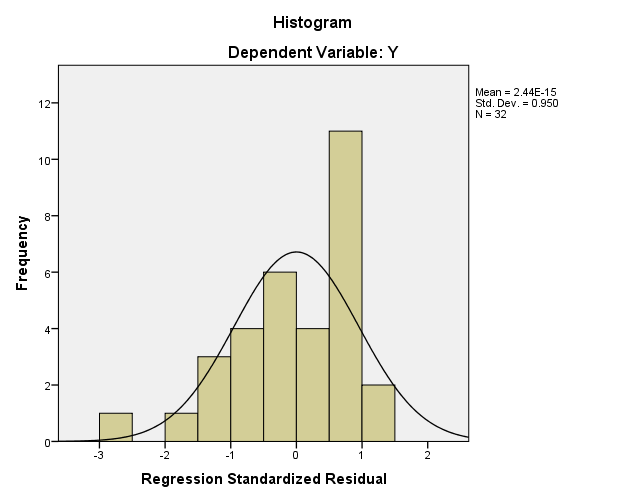 Histogram
Dependent Variable: Y
Mean = 2.44E-15
Std. Dev. = 0.950
N = 32
Frequency
12
10
8
6
4
2
0
-3 -2 -1 0 1 2
Regression Standardized Residual